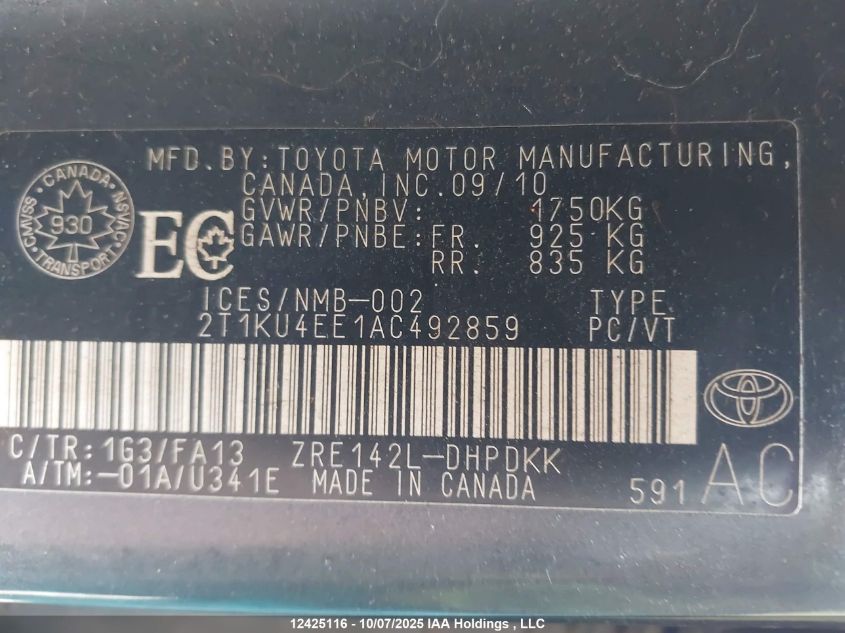 MFD.BY:TOYOTA MOTOR MANUFACTURING,
CANADA,INC.09/10
GVWR/PNBV: 1750KG
GAWR/PNBE:FR. 925 KG
RR. 835 KG
CANADA
CMVSS 930 NSVAC
TRANSPORT
EC
ICES/NMB-002 TYPE
2T1KU4EE1AC492859 PC/VT
C/TR:1G3/FA13 ZRE142L-DHPDKK
A/TM:-01A/U341E MADE IN CANADA 591 AC
12425116 - 10/07/2025 IAA Holdings , LLC